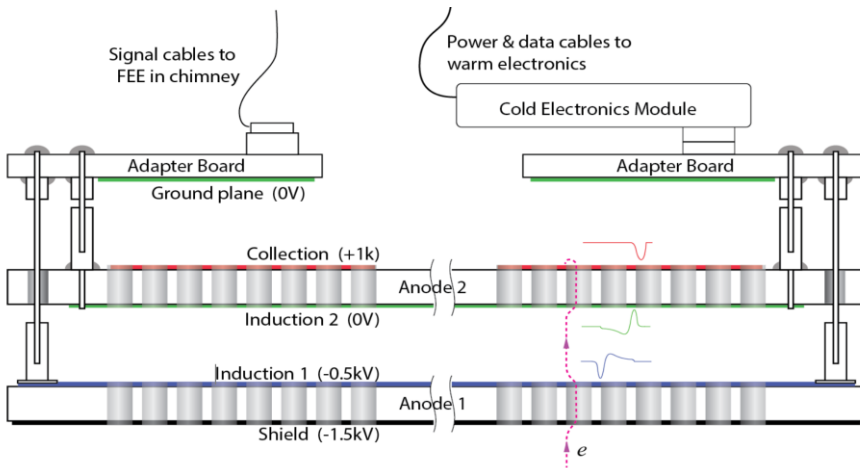 Signal cables to
FEE in chimney
Power & data cables to
warm electronics
Cold Electronics Module
Adapter Board
Adapter Board
Ground plane (0V)
Collection (+1k)
Anode 2
Induction 2 (0V)
Induction 1 (-0.5kV)
Anode 1
Shield (-1.5kV)
e